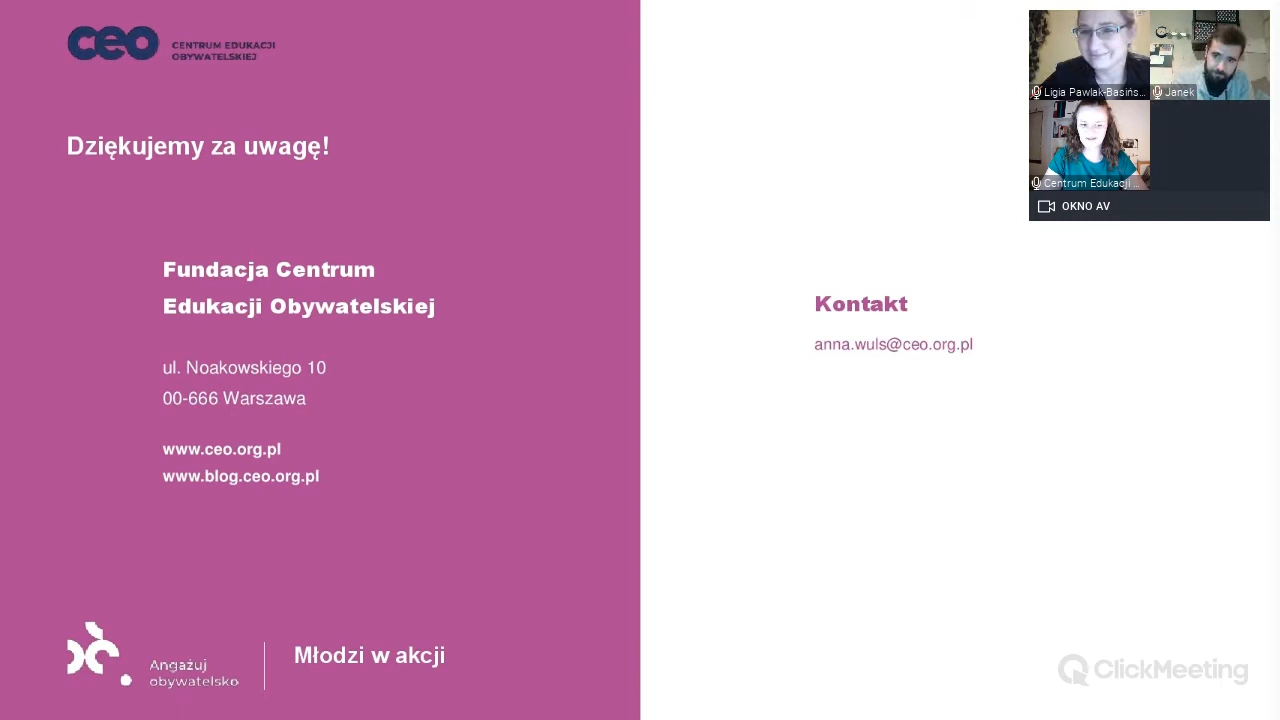 ceo
CENTRUM EDUKACJI
OBYWATELSKIEJ
Dziękujemy za uwagę!
Fundacja Centrum
Edukacji Obywatelskiej
ul. Noakowskiego 10
00-666 Warszawa
www.ceo.org.pl
www.blog.ceo.org.pl
Angażuj
obywatelsko
Młodzi w akcji
Kontakt
anna.wuls@ceo.org.pl
Ligia Pawlak-Basińs...
Janek
Centrum Edukacji ...
OKNO AV
ClickMeeting